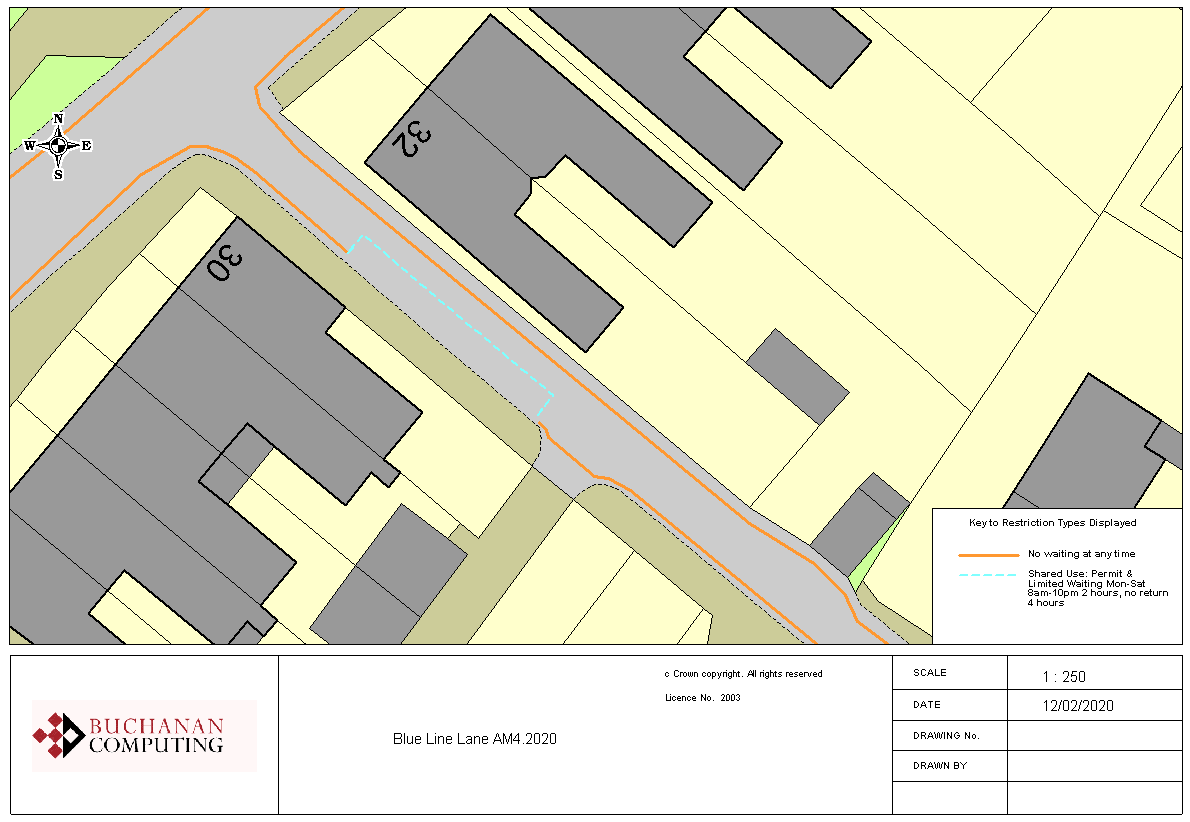 N
W E
S
32
30
Key to Restriction Types Displayed
No waiting at any time
Shared Use: Permit &
Limited Waiting Mon-Sat
8am-10pm 2 hours, no return
4 hours
c Crown copyright. All rights reserved
Licence No. 2003
BUCHANAN
COMPUTING
Blue Line Lane AM4.2020
SCALE 1 : 250
DATE 12/02/2020
DRAWING No.
DRAWN BY